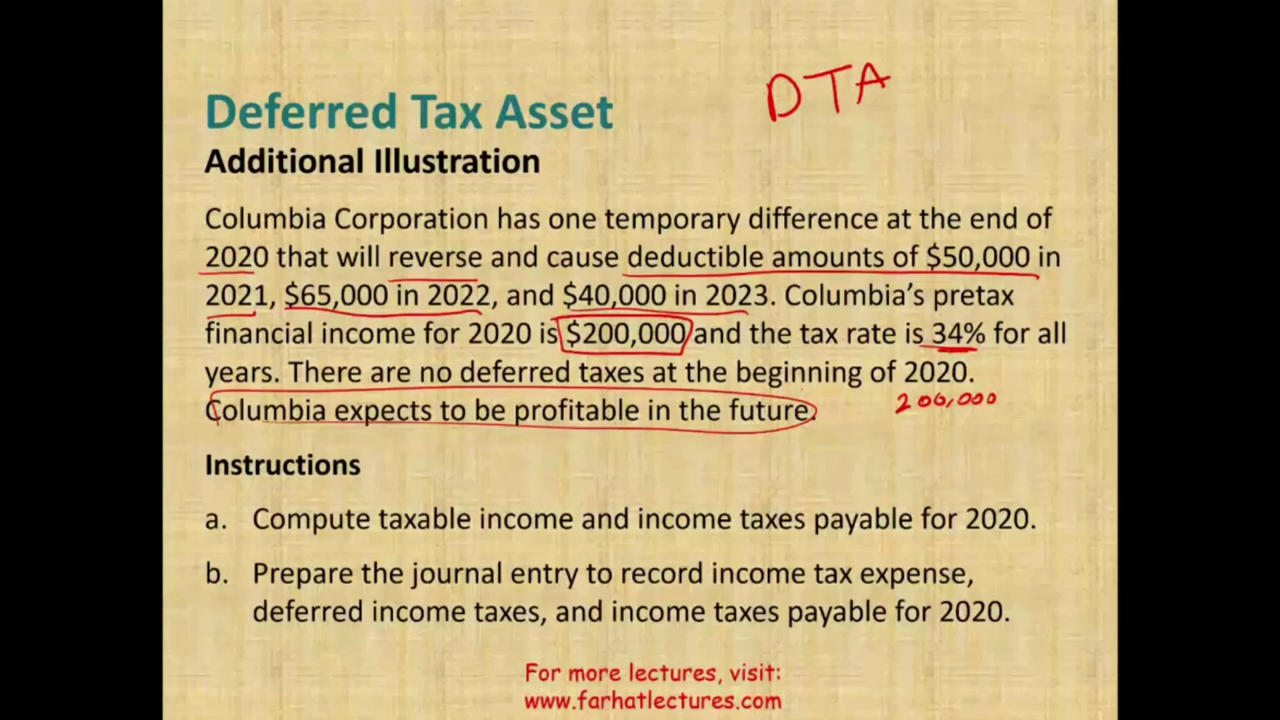 DTA
Deferred Tax Asset
Additional Illustration
Columbia Corporation has one temporary difference at the end of
2020 that will reverse and cause deductible amounts of $50,000 in
2021, $65,000 in 2022, and $40,000 in 2023. Columbia’s pretax
financial income for 2020 is $200,000 and the tax rate is 34% for all
years. There are no deferred taxes at the beginning of 2020.
Columbia expects to be profitable in the future.
200,000
Instructions
a. Compute taxable income and income taxes payable for 2020.
b. Prepare the journal entry to record income tax expense,
deferred income taxes, and income taxes payable for 2020.
For more lectures, visit:
www.farhatlectures.com